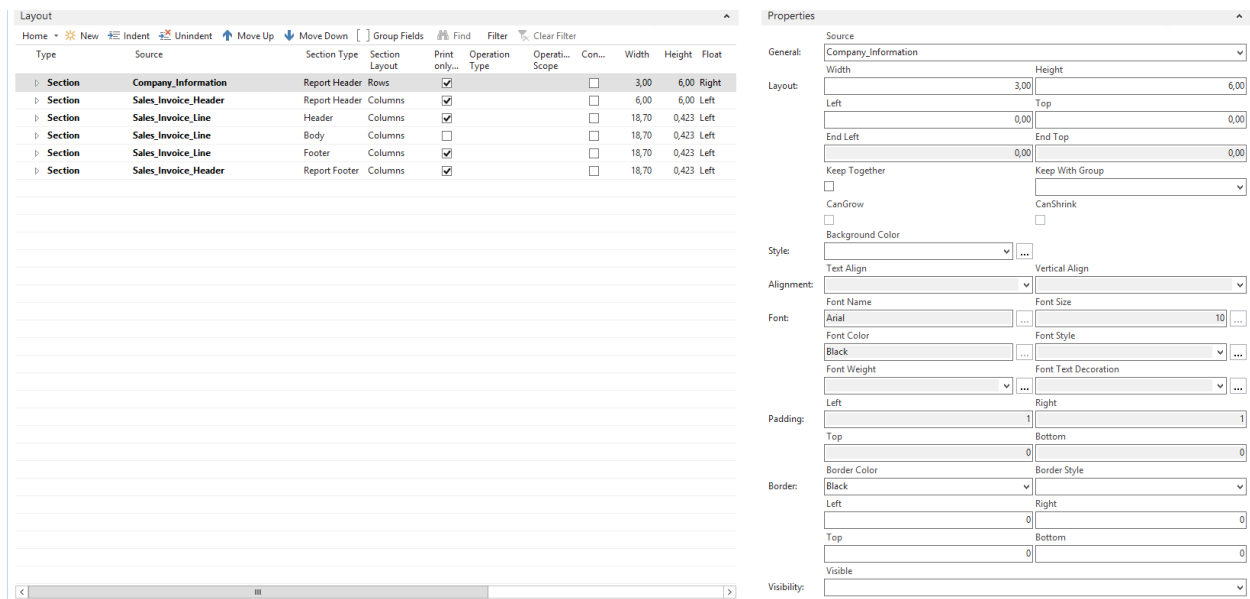 Layout
Home New Indent Unindent Move Up Move Down Group Fields Find Filter Clear Filter
Type Source Section Type Section Layout Print only... Operation Type Operati... Scope Con... Width Height Float
Section Company_Information Report Header Rows 3,00 6,00 Right
Section Sales_Invoice_Header Report Header Columns 6,00 6,00 Left
Section Sales_Invoice_Line Header Columns 18,70 0,423 Left
Section Sales_Invoice_Line Body Columns 18,70 0,423 Left
Section Sales_Invoice_Line Footer Columns 18,70 0,423 Left
Section Sales_Invoice_Header Report Footer Columns 18,70 0,423 Left
Properties
Source
General: Company_Information
Width Height
Layout: 3,00 6,00
Left Top
0,00 0,00
End Left End Top
0,00 0,00
Keep Together Keep With Group
CanGrow CanShrink
Background Color
Style: ...
Text Align Vertical Align
Alignment:
Font Name Font Size
Font: Arial ... 10 ...
Font Color Font Style
Black ... ...
Font Weight Font Text Decoration
... ...
Left Right
Padding: 1 1
Top Bottom
0 0
Border Color Border Style
Border: Black
Left Right
0 0
Top Bottom
0 0
Visible
Visibility: